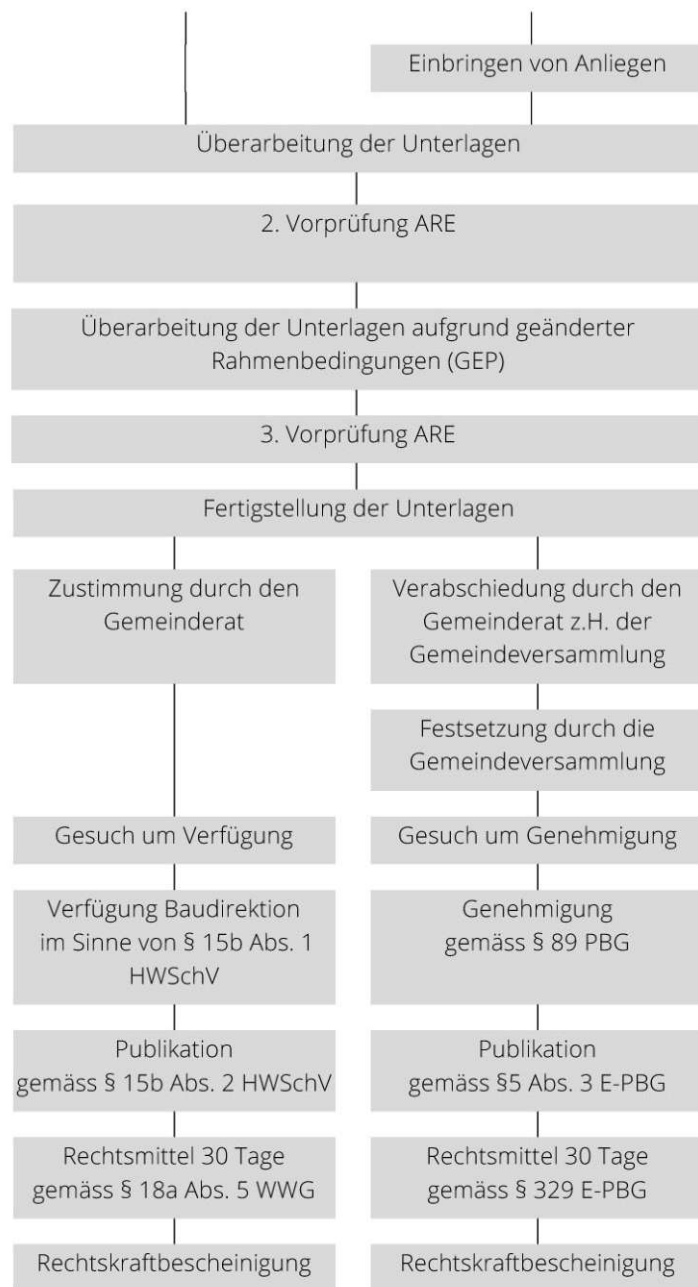 Einbringen von Anliegen
Überarbeitung der Unterlagen
2. Vorprüfung ARE
Überarbeitung der Unterlagen aufgrund geänderter
Rahmenbedingungen (GEP)
3. Vorprüfung ARE
Fertigstellung der Unterlagen
Zustimmung durch den
Gemeinderat
Verabschiedung durch den
Gemeinderat z.H. der
Gemeindeversammlung
Festsetzung durch die
Gemeindeversammlung
Gesuch um Verfügung
Gesuch um Genehmigung
Verfügung Baudirektion
im Sinne von § 15b Abs. 1
HWSchV
Genehmigung
gemäss § 89 PBG
Publikation
gemäss § 15b Abs. 2 HWSchV
Publikation
gemäss §5 Abs. 3 E-PBG
Rechtsmittel 30 Tage
gemäss § 18a Abs. 5 WWG
Rechtsmittel 30 Tage
gemäss § 329 E-PBG
Rechtskraftbescheinigung
Rechtskraftbescheinigung